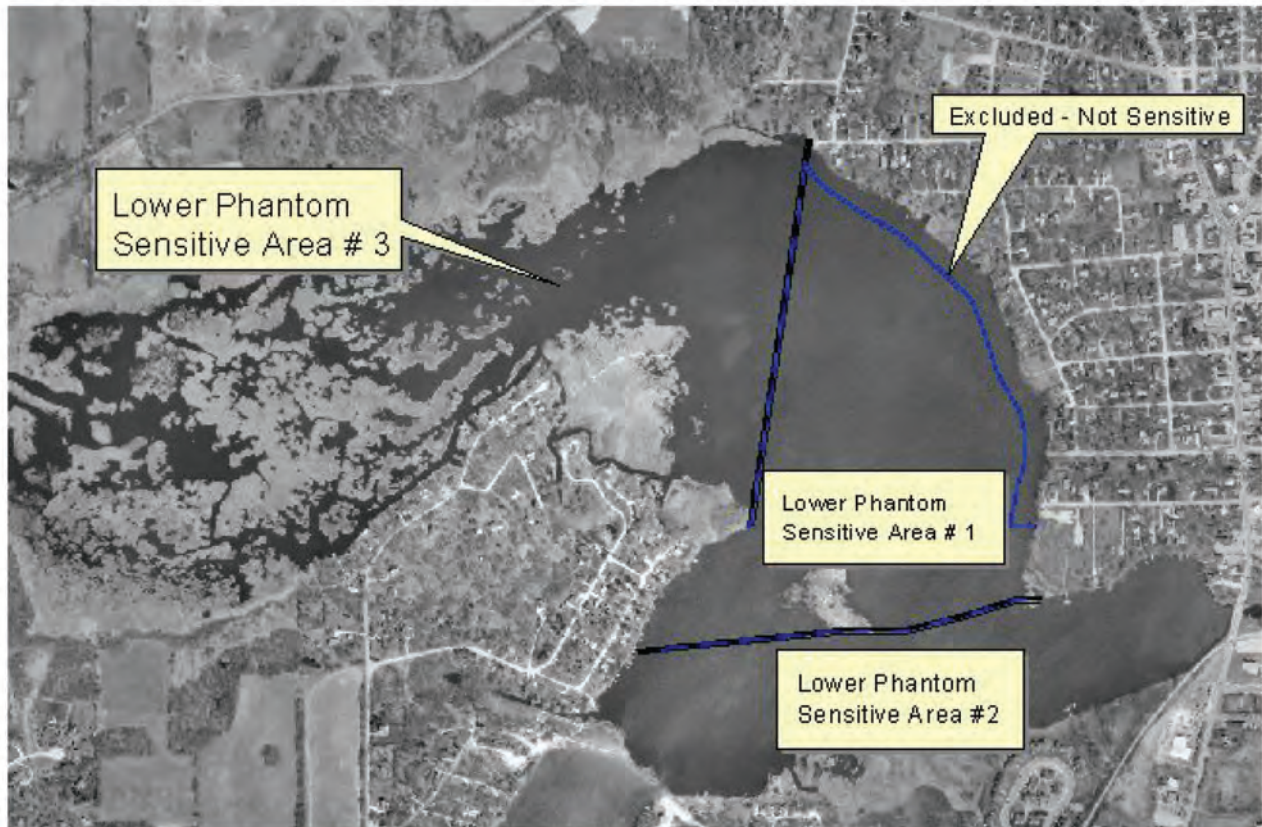 Excluded - Not Sensitive
Lower Phantom
Sensitive Area # 3
Lower Phantom
Sensitive Area # 1
Lower Phantom
Sensitive Area #2